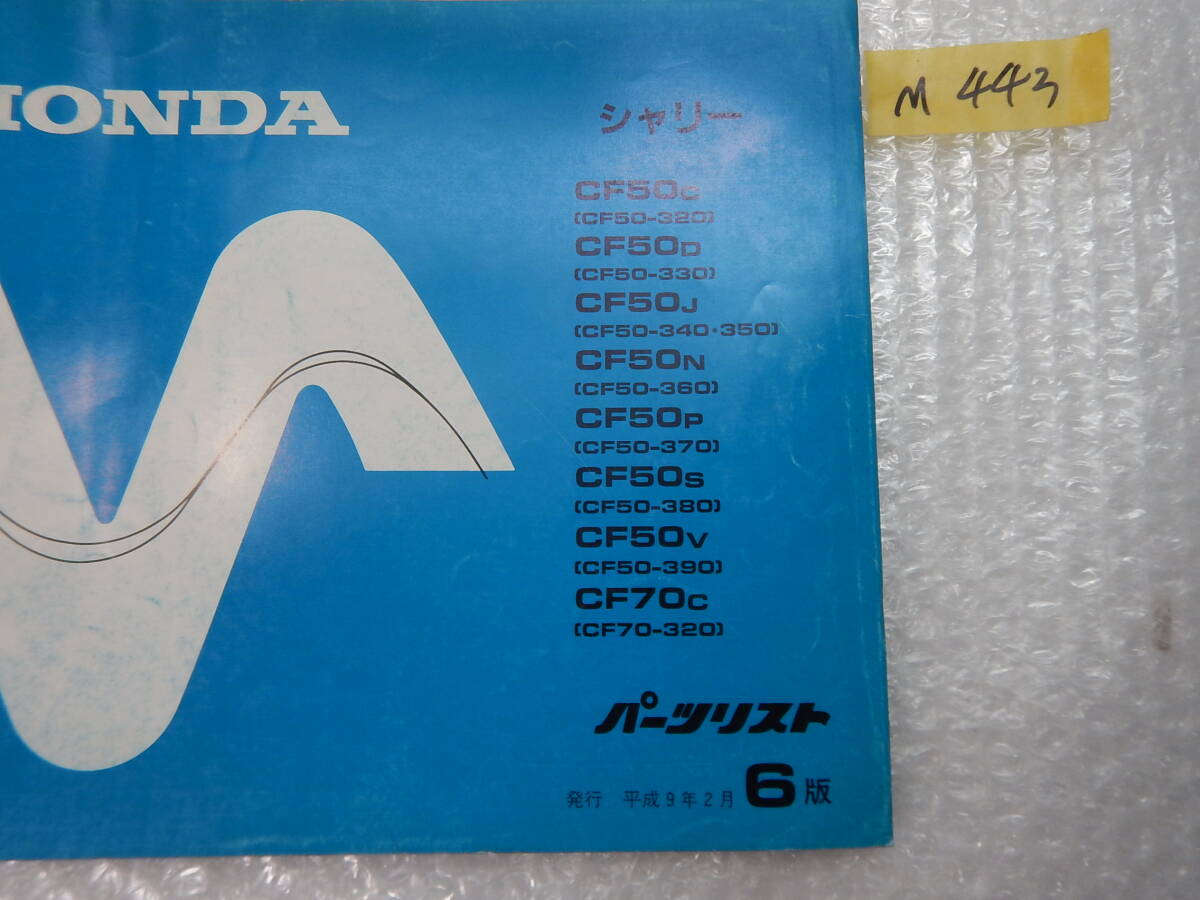 HONDA
シャリー
M 443
CF50C
(CF50-320)
CF50D
(CF50-330)
CF50J
(CF50-340・350)
CF50N
(CF50-360)
CF50P
(CF50-370)
CF50S
(CF50-380)
CF50V
(CF50-390)
CF70C
(CF70-320)
パーツリスト
発行 平成9年2月 6版